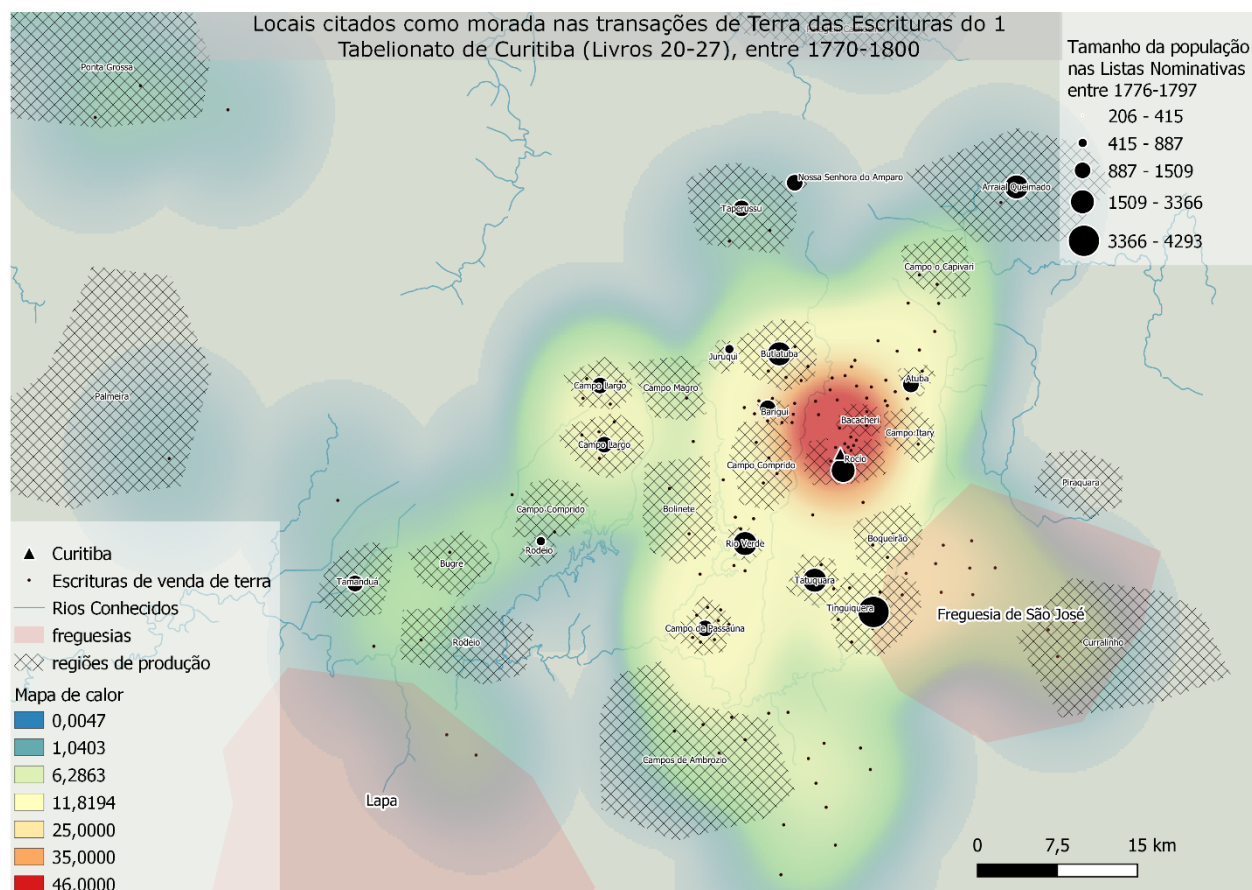 Locais citados como morada nas transações de Terra das Escrituras do 1
Tabelionato de Curitiba (Livros 20-27), entre 1770-1800
Tamanho da população
nas Listas Nominativas
entre 1776-1797
206 - 415
415 - 887
887 - 1509
1509 - 3366
3366 - 4293
Ponta Grossa
Nossa Senhora do Amparo
Arraial Queimado
Taperussu
Campo o Capivari
Juruqui
Butiatuba
Campo Largo
Campo Magro
Atuba
Palmeira
Barigui
Bacacheri
Campo Itary
Campo Largo
Campo Comprido
Rocio
Piraquara
Campo Comprido
Bolinete
Rodeio
Rio Verde
Boqueirão
Bugre
Tamanduá
Tatuquara
Tinguiquera
Freguesia de São José
Campo de Passaúna
Rodeio
Curralinho
Campos de Ambrozio
Lapa
Curitiba
Escrituras de venda de terra
Rios Conhecidos
freguesias
regiões de produção
Mapa de calor
0,0047
1,0403
6,2863
11,8194
25,0000
35,0000
46,0000
0 7,5 15 km